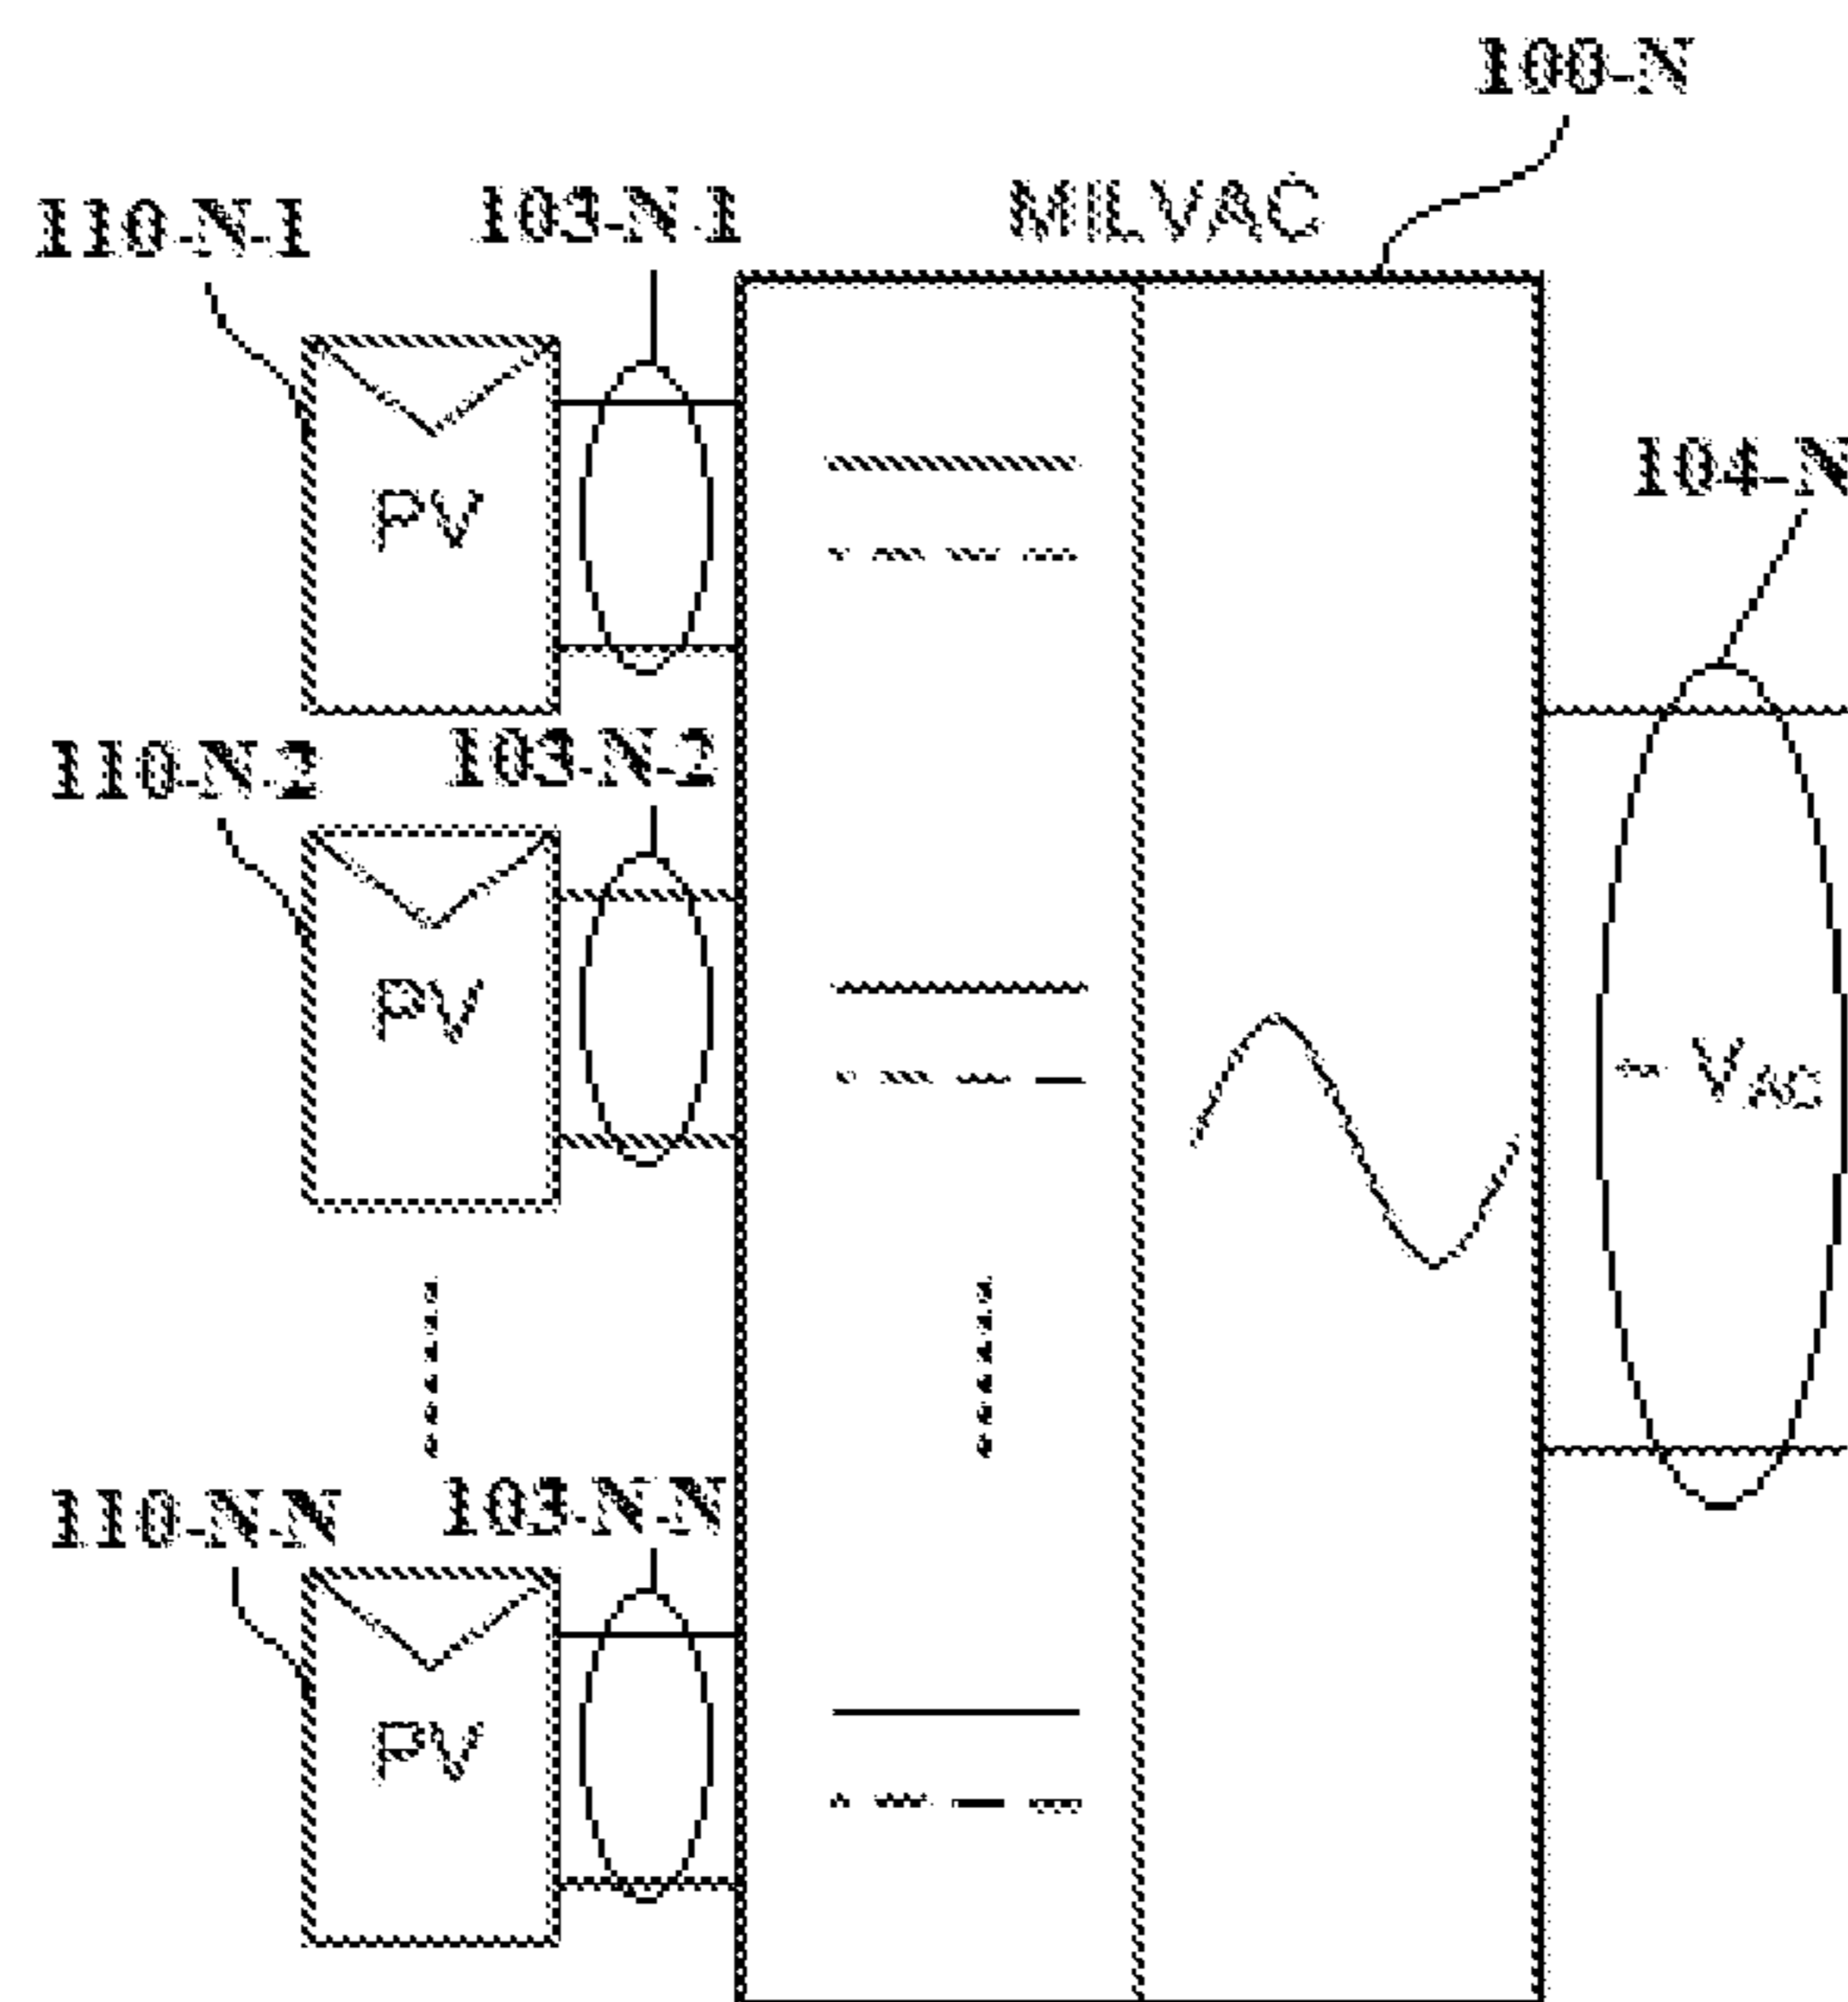 100-N
110-N-1
103-N-1
MILVAC
PV
104-N
110-N-2
103-N-2
PV
~ VAC
110-N-N
103-N-N
PV